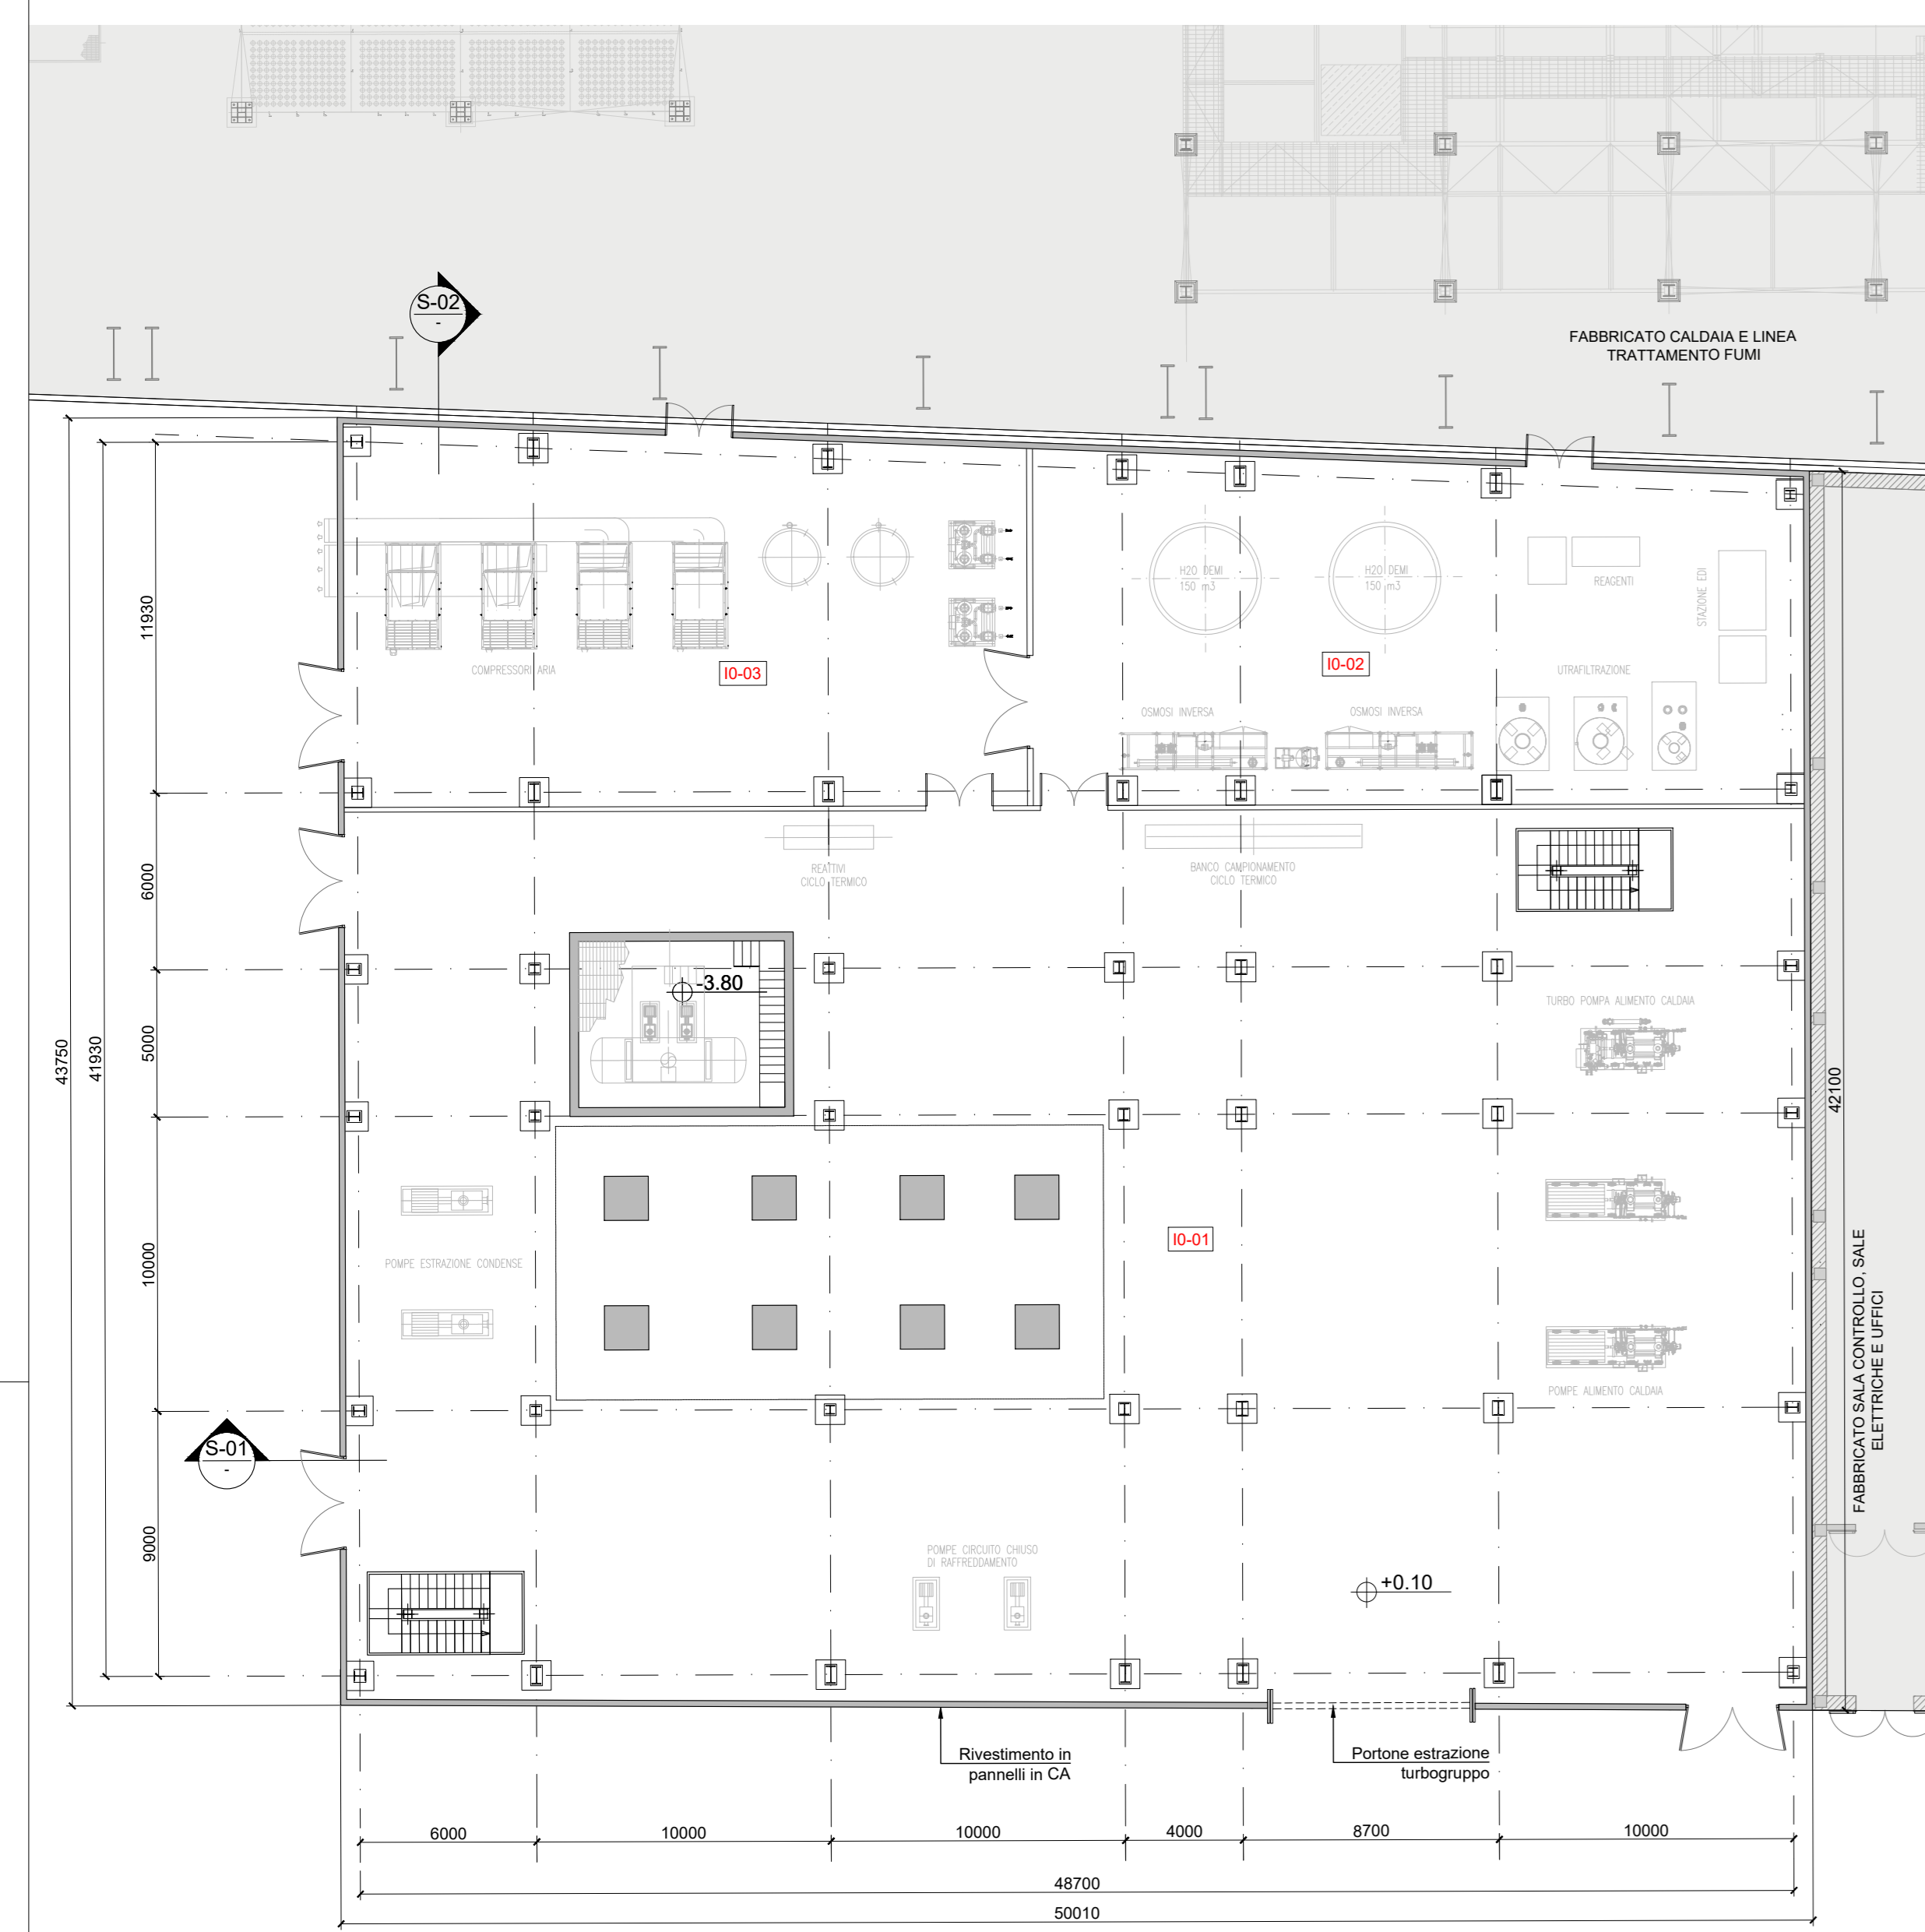 S-02
-
FABBRICATO CALDAIA E LINEA
TRATTAMENTO FUMI
H20 DEMI
150 m3
H20 DEMI
150 m3
REAGENTI
STAZIONE EDI
COMPRESSORI ARIA
I0-03
I0-02
UTRAFILTRAZIONE
OSMOSI INVERSA
OSMOSI INVERSA
11930
6000
5000
10000
9000
41930
43750
REATTIVI
CICLO TERMICO
BANCO CAMPIONAMENTO
CICLO TERMICO
-3.80
TURBO POMPA ALIMENTO CALDAIA
42100
I0-01
POMPE ESTRAZIONE CONDENSE
POMPE ALIMENTO CALDAIA
FABBRICATO SALA CONTROLLO, SALE
ELETTRICHE E UFFICI
S-01
-
POMPE CIRCUITO CHIUSO
DI RAFFREDDAMENTO
+0.10
Rivestimento in
pannelli in CA
Portone estrazione
turbogruppo
6000
10000
10000
4000
8700
10000
48700
50010